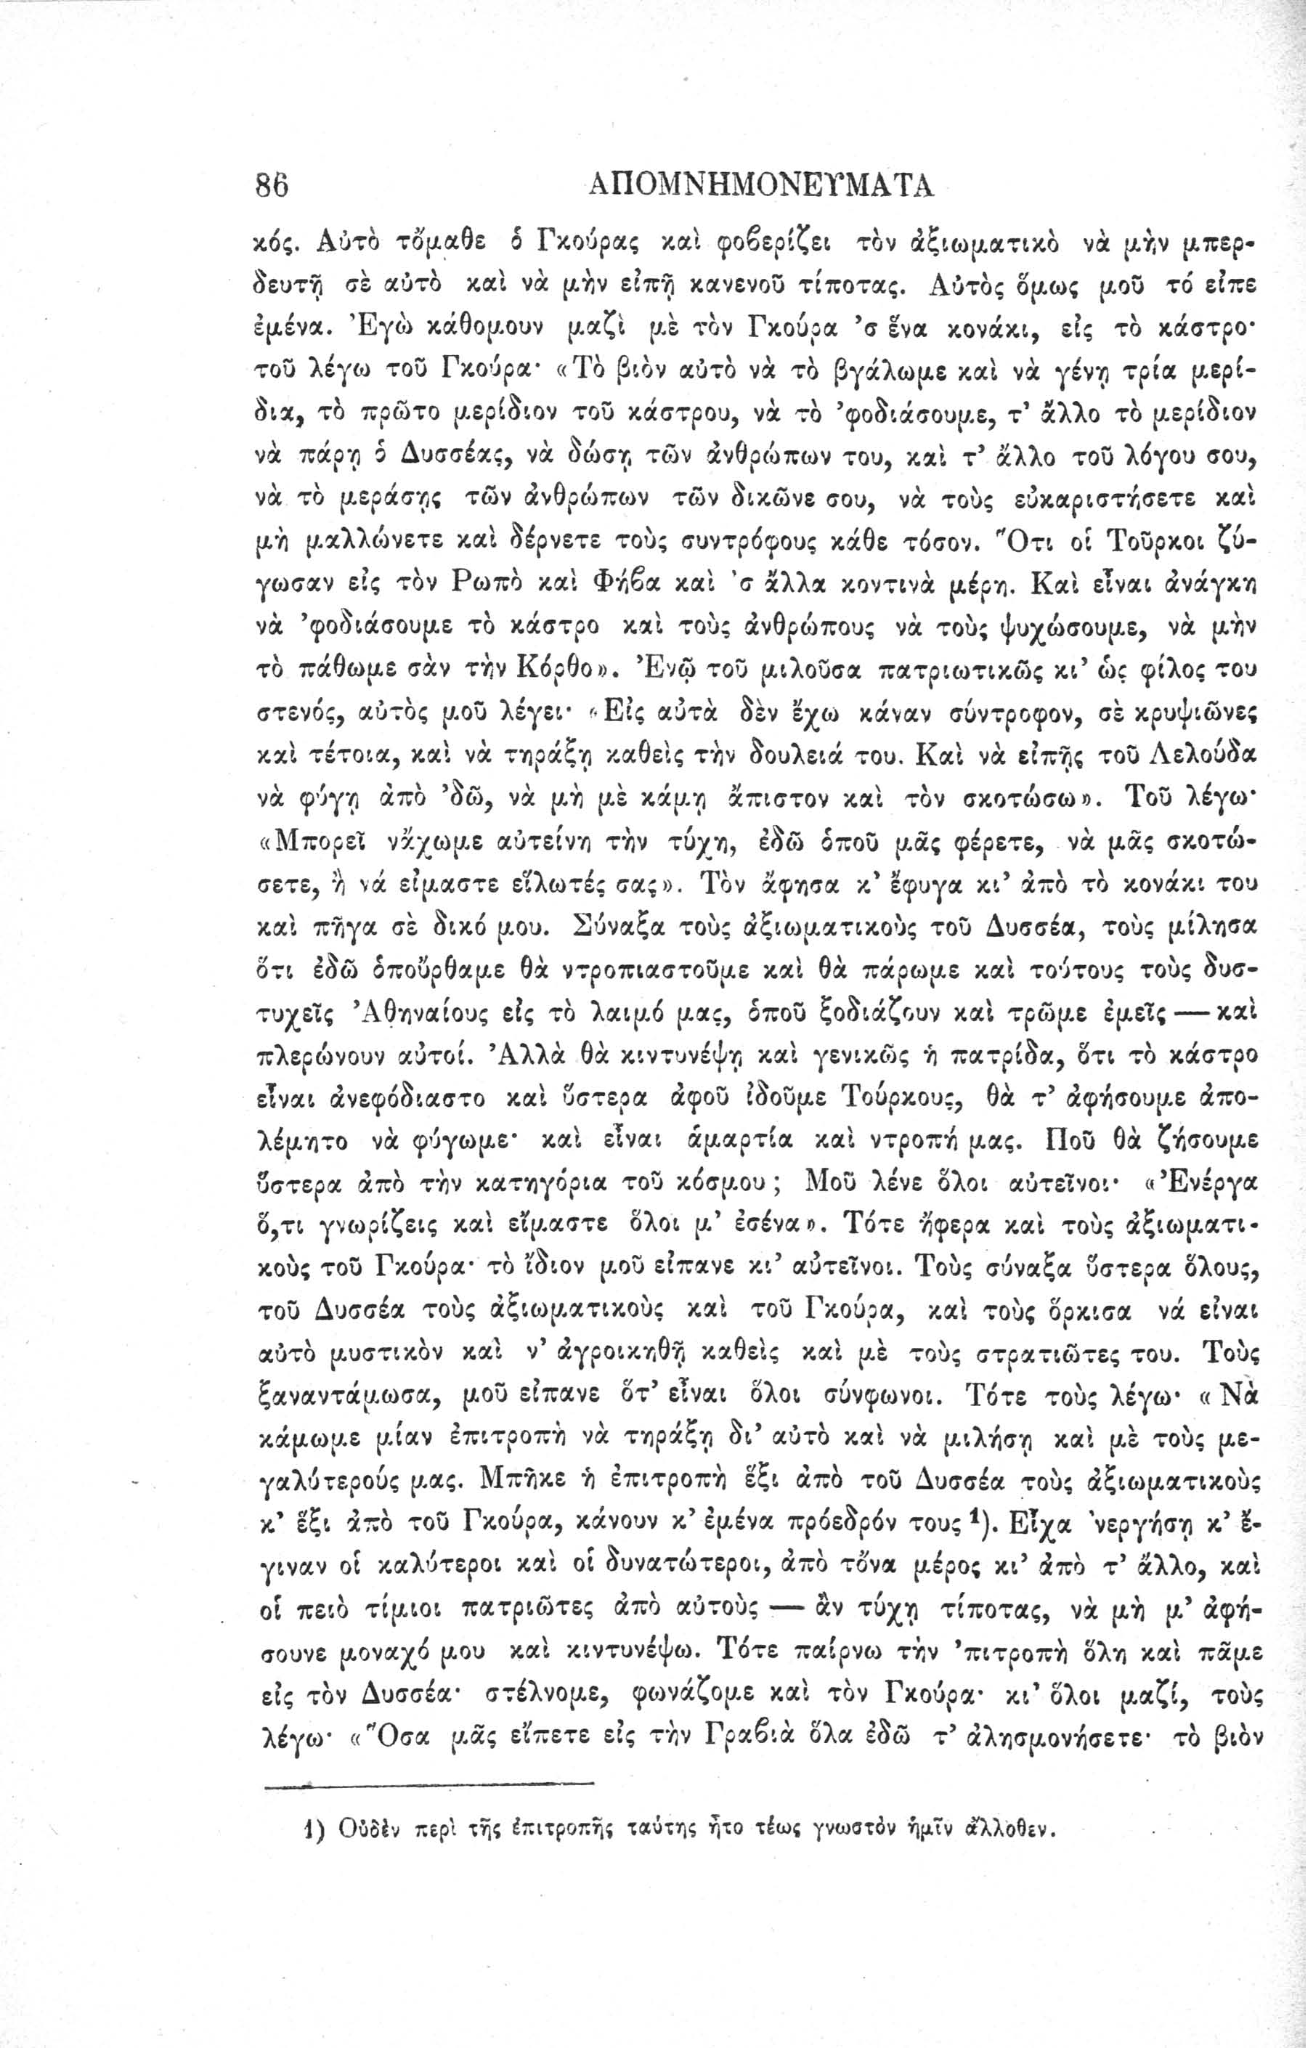 86 ΑΠΟΜΝΗΜΟΝΕΥΜΑΤΑ
κός. Αὐτὸ τὄμαθε ὁ Γκούρας καὶ φοϐερίζει τὸν ἀξιωματικὸ νὰ μὴν μπερ-
δευτῇ σὲ αὐτὸ καὶ νὰ μὴν εἰπῇ κανενοῦ τίποτας. Αὐτὸς ὅμως μοῦ τό εἶπε
ἐμένα. Ἐγὼ κάθομουν μαζὶ μὲ τὸν Γκούρα ’σ ἕνα κονάκι, εἰς τὸ κάστρο·
τοῦ λέγω τοῦ Γκούρα· «Τὸ βιὸν αὐτὸ νὰ τὸ βγάλωμε καὶ νὰ γένῃ τρία μερί-
δια, τὸ πρῶτο μερίδιον τοῦ κάστρου, νὰ τὸ ’φοδιάσουμε, τ’ ἄλλο τὸ μερίδιον
νὰ πάρῃ ὁ Δυσσέας, νὰ δώσῃ τῶν ἀνθρώπων του, καὶ τ’ ἄλλο τοῦ λόγου σου,
νὰ τὸ μεράσῃς τῶν ἀνθρώπων τῶν δικῶνε σου, νὰ τοὺς εὐκαριστήσετε καὶ
μὴ μαλλώνετε καὶ δέρνετε τοὺς συντρόφους κάθε τόσον. Ὅτι οἱ Τοῦρκοι ζύ-
γωσαν εἰς τὸν Ρωπὸ καὶ Φήϐα καὶ ’σ ἄλλα κοντινὰ μέρη. Καὶ εἶναι ἀνάγκη
νὰ ’φοδιάσουμε τὸ κάστρο καὶ τοὺς ἀνθρώπους νὰ τοὺς ψυχώσουμε, νὰ μὴν
τὸ πάθωμε σὰν τὴν Κόρθο». Ἐνῷ τοῦ μιλοῦσα πατριωτικῶς κι’ ὡς φίλος του
στενός, αὐτὸς μοῦ λέγει· «Εἰς αὐτὰ δὲν ἔχω κάναν σύντροφον, σὲ κρυψιῶνες
καὶ τέτοια, καὶ νὰ τηράξῃ καθεὶς τὴν δουλειά του. Καὶ νὰ εἰπῇς τοῦ Λελούδα
νὰ φύγῃ ἀπὸ ’δῶ, νὰ μὴ μὲ κάμῃ ἄπιστον καὶ τὸν σκοτώσω». Τοῦ λέγω·
«Μπορεῖ νἄχωμε αὐτείνη τὴν τύχη, ἐδῶ ὁποῦ μᾶς φέρετε, νὰ μᾶς σκοτώ-
σετε, ἢ νά εἰμαστε εἵλωτές σας». Τὸν ἄφησα κ’ ἔφυγα κι’ ἀπὸ τὸ κονάκι του
καὶ πῆγα σὲ δικό μου. Σύναξα τοὺς ἀξιωματικοὺς τοῦ Δυσσέα, τοὺς μίλησα
ὅτι ἐδῶ ὁποὔρθαμε θὰ ντροπιαστοῦμε καὶ θὰ πάρωμε καὶ τούτους τοὺς δυσ-
τυχεῖς Ἀθηναίους εἰς τὸ λαιμό μας, ὁποῦ ξοδιάζουν καὶ τρῶμε ἐμεῖς — καὶ
πλερώνουν αὐτοί. Ἀλλὰ θὰ κιντυνέψῃ καὶ γενικῶς ἡ πατρίδα, ὅτι τὸ κάστρο
εἶναι ἀνεφόδιαστο καὶ ὕστερα ἀφοῦ ἰδοῦμε Τούρκους, θὰ τ’ ἀφήσουμε ἀπο-
λέμητο νὰ φύγωμε· καὶ εἶναι ἁμαρτία καὶ ντροπή μας. Ποῦ θὰ ζήσουμε
ὕστερα ἀπὸ τὴν κατηγόρια τοῦ κόσμου; Μοῦ λένε ὅλοι αὐτεῖνοι· «Ἐνέργα
ὅ,τι γνωρίζεις καὶ εἴμαστε ὅλοι μ’ ἐσένα». Τότε ἤφερα καὶ τοὺς ἀξιωματι-
κοὺς τοῦ Γκούρα· τὸ ἴδιον μοῦ εἶπανε κι’ αὐτεῖνοι. Τοὺς σύναξα ὕστερα ὅλους,
τοῦ Δυσσέα τοὺς ἀξιωματικοὺς καὶ τοῦ Γκούρα, καὶ τοὺς ὅρκισα νά εἶναι
αὐτὸ μυστικὸν καὶ ν’ ἀγροικηθῇ καθεὶς καὶ μὲ τοὺς στρατιῶτες του. Τοὺς
ξαναντάμωσα, μοῦ εἶπανε ὅτ’ εἶναι ὅλοι σύνφωνοι. Τότε τοὺς λέγω· «Νὰ
κάμωμε μίαν ἐπιτροπὴ νὰ τηράξῃ δι’ αὐτὸ καὶ νὰ μιλήσῃ καὶ μὲ τοὺς με-
γαλύτερούς μας. Μπῆκε ἡ ἐπιτροπὴ ἕξι ἀπὸ τοῦ Δυσσέα τοὺς ἀξιωματικοὺς
κ’ ἕξι ἀπὸ τοῦ Γκούρα, κάνουν κ’ ἐμένα πρόεδρόν τους ¹). Εἶχα ’νεργήσῃ κ’ ἔ-
γιναν οἱ καλύτεροι καὶ οἱ δυνατώτεροι, ἀπὸ τὄνα μέρος κι’ ἀπὸ τ’ ἄλλο, καὶ
οἱ πειὸ τίμιοι πατριῶτες ἀπὸ αὐτοὺς — ἂν τύχῃ τίποτας, νὰ μὴ μ’ ἀφή-
σουνε μοναχό μου καὶ κιντυνέψω. Τότε παίρνω τὴν ’πιτροπὴ ὅλη καὶ πᾶμε
εἰς τὸν Δυσσέα· στέλνομε, φωνάζομε καὶ τὸν Γκούρα· κι’ ὅλοι μαζί, τοὺς
λέγω· «Ὅσα μᾶς εἴπετε εἰς τὴν Γραϐιὰ ὅλα ἐδῶ τ’ ἀλησμονήσετε· τὸ βιὸν
1) Οὐδὲν περὶ τῆς ἐπιτροπῆς ταύτης ἦτο τέως γνωστὸν ἡμῖν ἄλλοθεν.